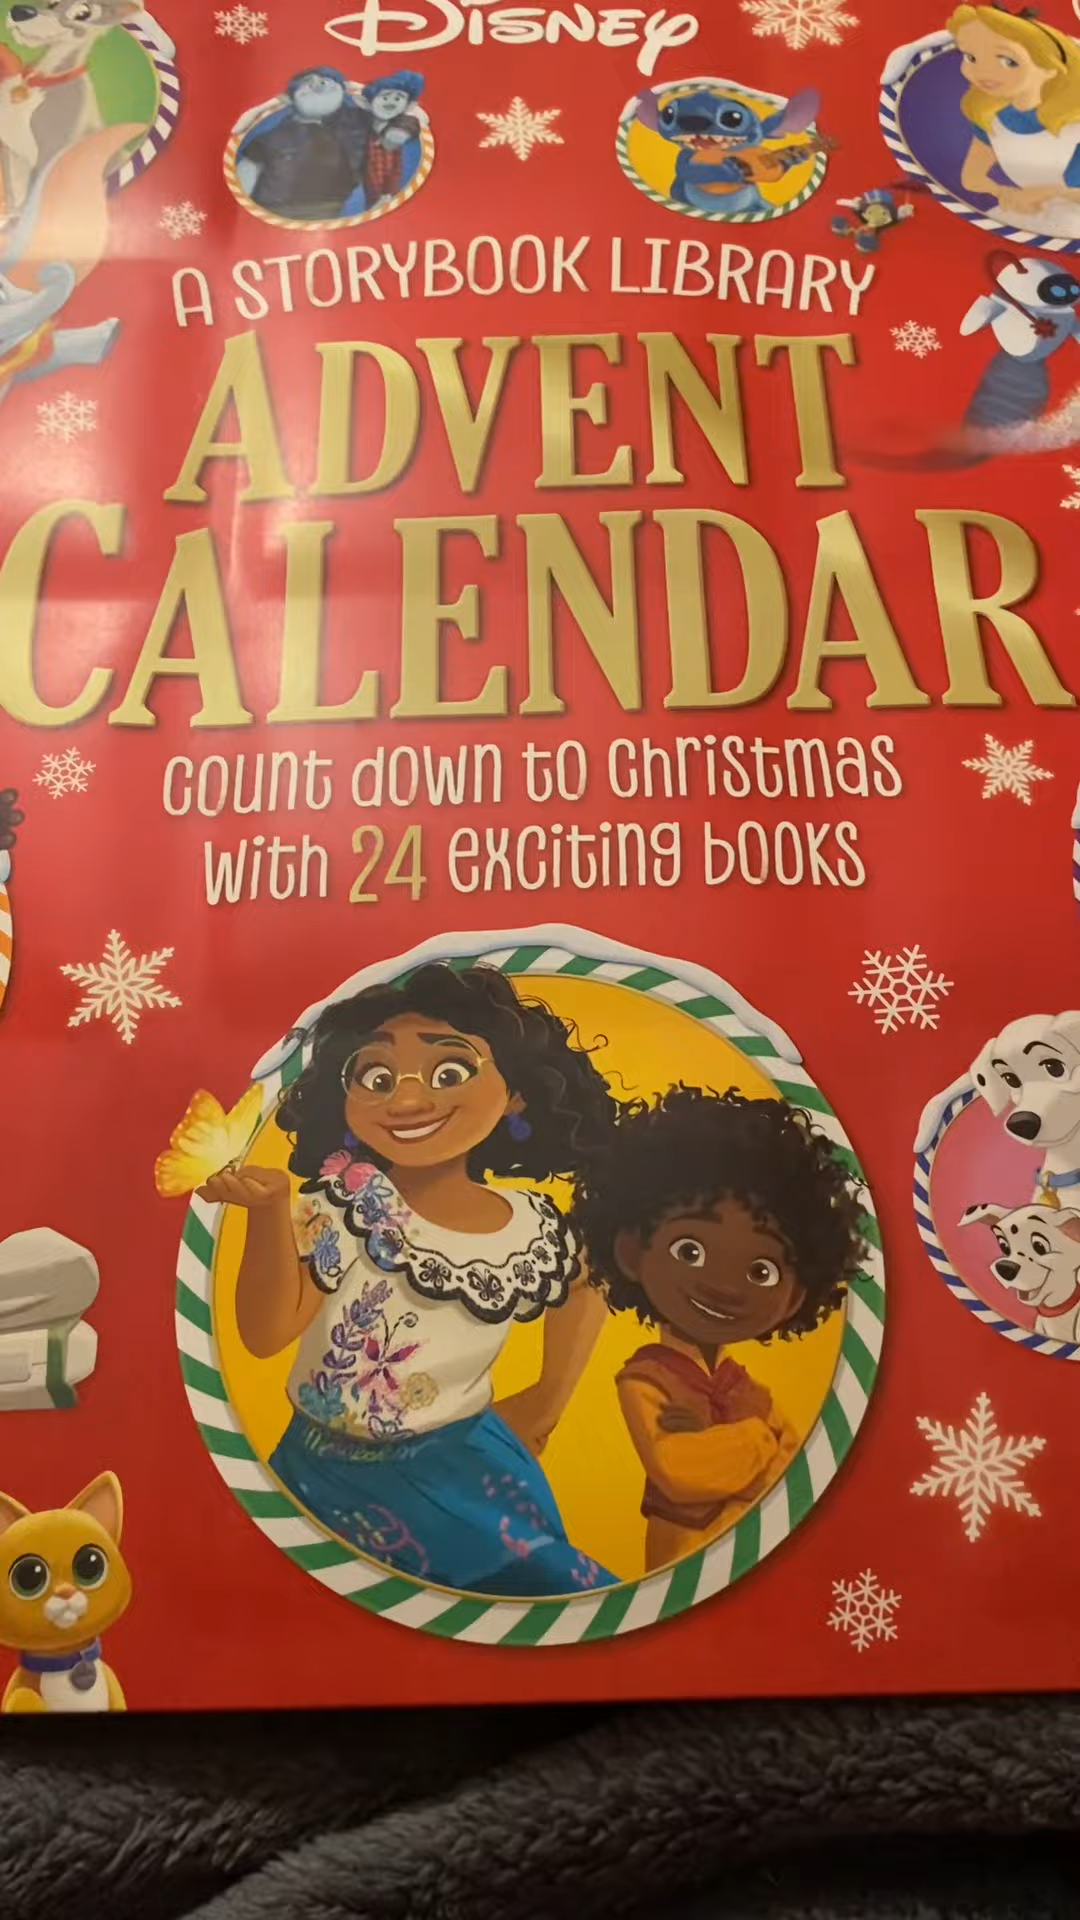 Disney
A STORYBOOK LIBRARY
ADVENT
CALENDAR
count down to christmas
with 24 exciting books